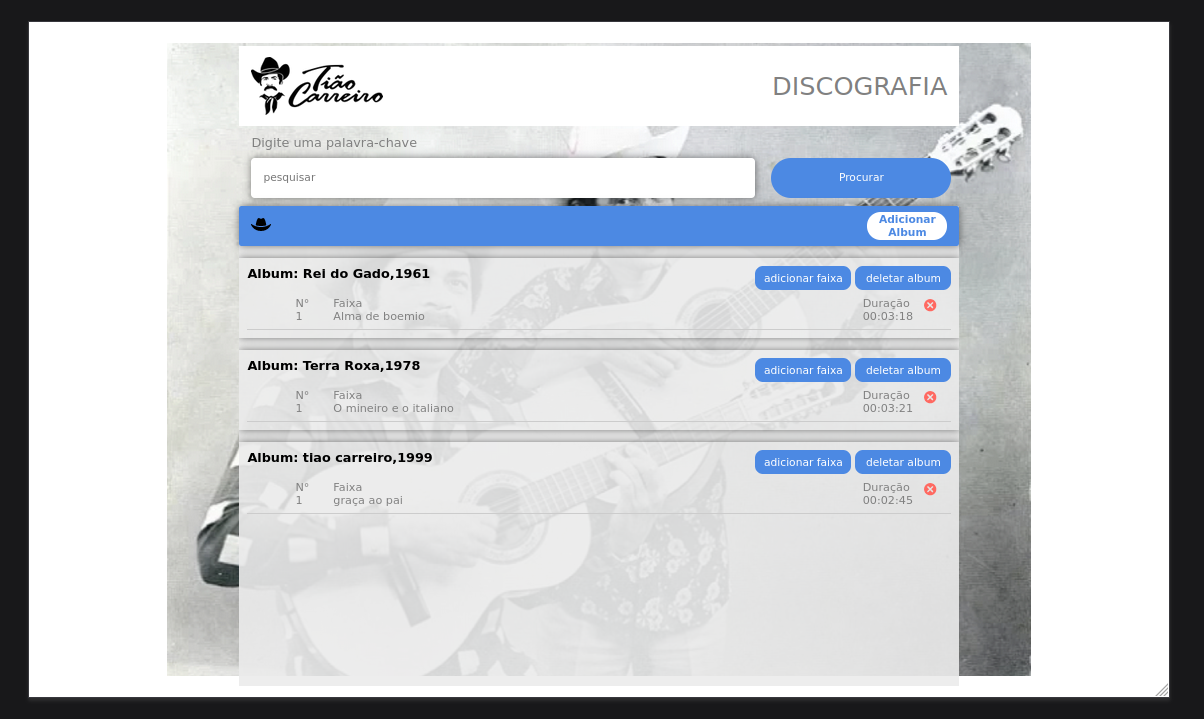 Tião
Carreiro
DISCOGRAFIA
Digite uma palavra-chave
pesquisar
Procurar
Adicionar
Album
Album: Rei do Gado,1961
adicionar faixa
deletar album
N° Faixa Duração
1 Alma de boemio 00:03:18
Album: Terra Roxa,1978
adicionar faixa
deletar album
N° Faixa Duração
1 O mineiro e o italiano 00:03:21
Album: tiao carreiro,1999
adicionar faixa
deletar album
N° Faixa Duração
1 graça ao pai 00:02:45